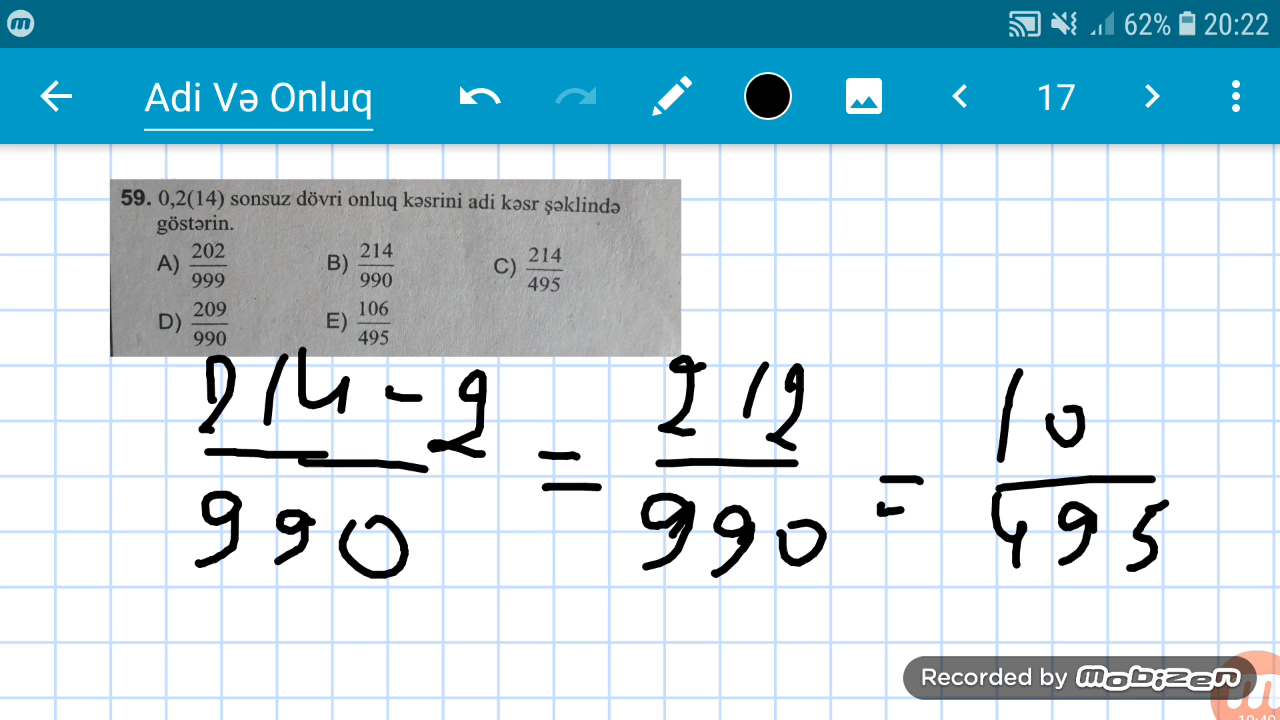 62% 20:22
Adi Və Onluq 17
59. 0,2(14) sonsuz dövri onluq kəsrini adi kəsr şəklində
göstərin.
A) 202/999 B) 214/990 C) 214/495
D) 209/990 E) 106/495
214-2/990 = 212/990 = 10/495
Recorded by mobizen